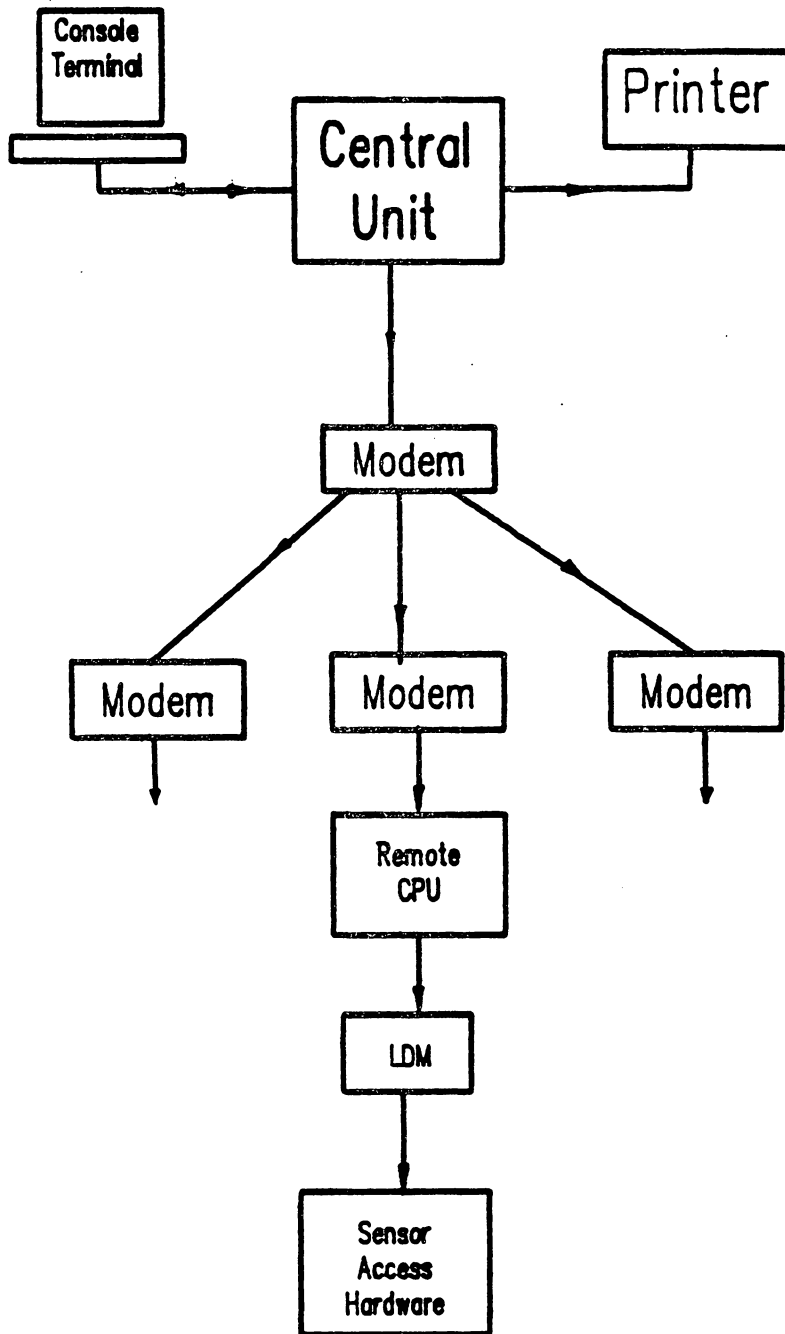 Console
Terminal
Printer
Central
Unit
Modem
Modem
Modem
Modem
Remote
CPU
LDM
Sensor
Access
Hardware